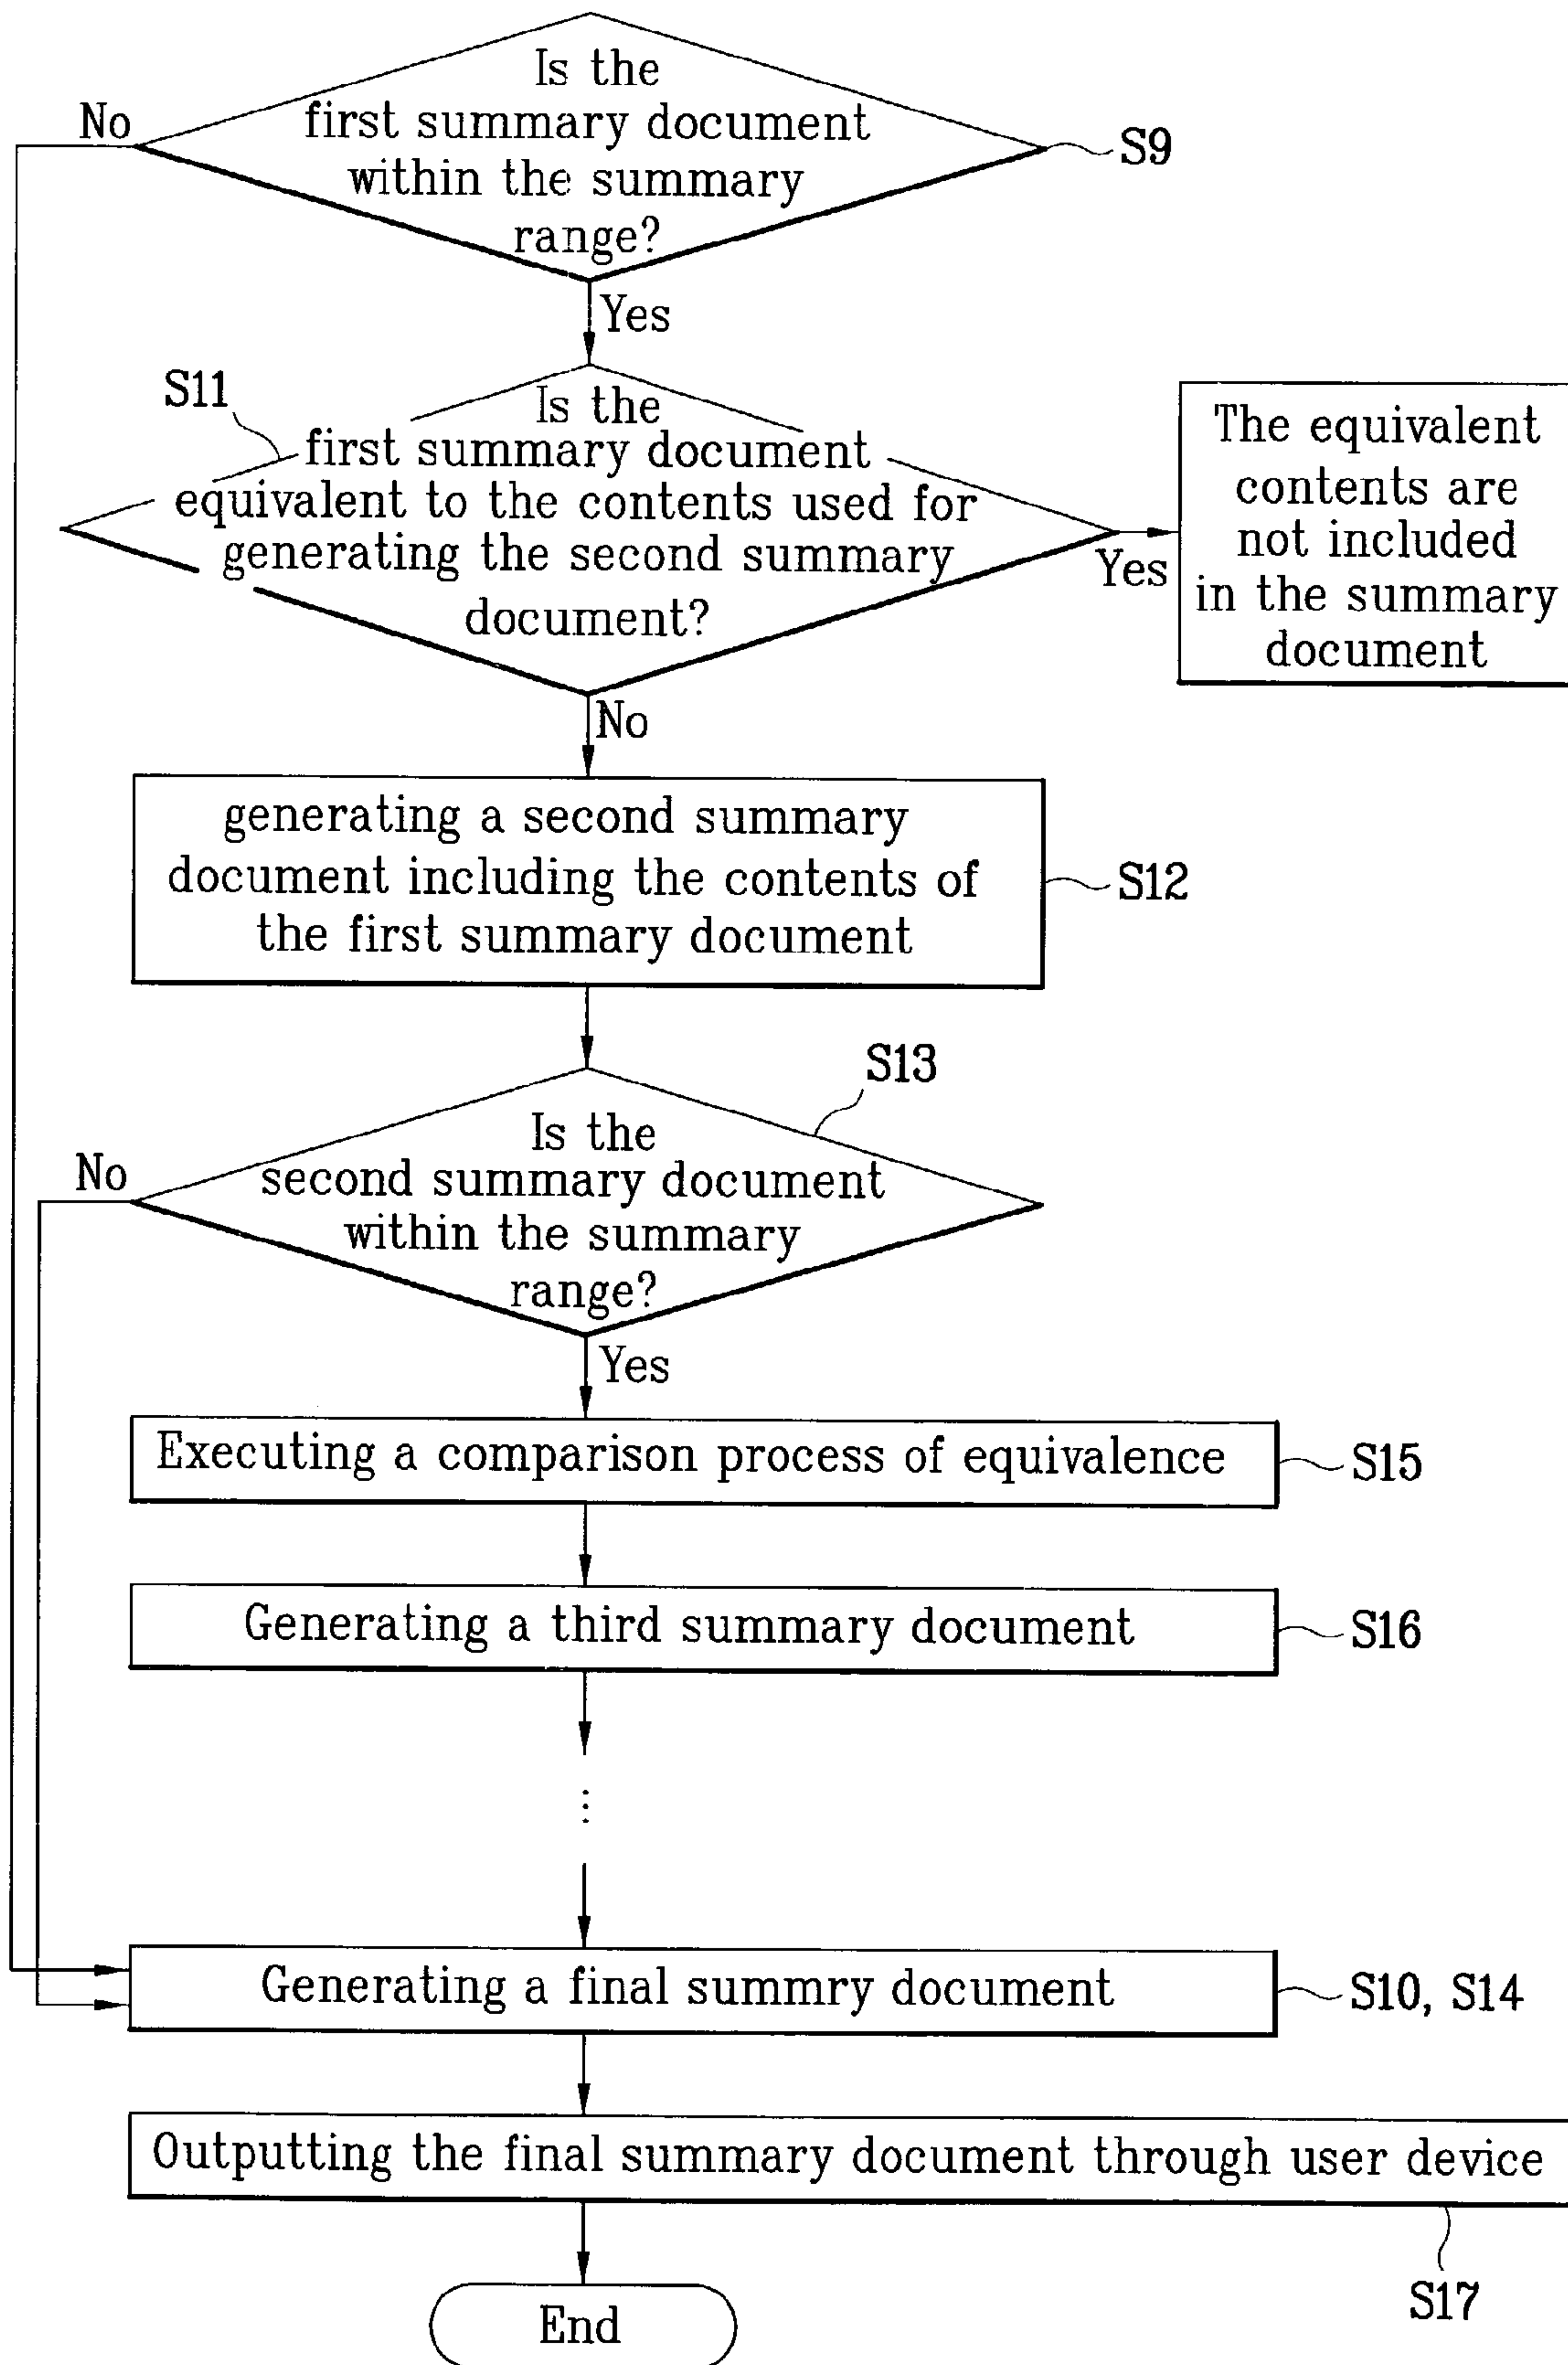 Is the
first summary document
within the summary
range?
No
S9
Yes
S11
Is the
first summary document
equivalent to the contents used for
generating the second summary
document?
Yes
The equivalent
contents are
not included
in the summary
document
No
generating a second summary
document including the contents of
the first summary document
S12
S13
Is the
second summary document
within the summary
range?
No
Yes
Executing a comparison process of equivalence
S15
Generating a third summary document
S16
Generating a final summry document
S10, S14
Outputting the final summary document through user device
S17
End